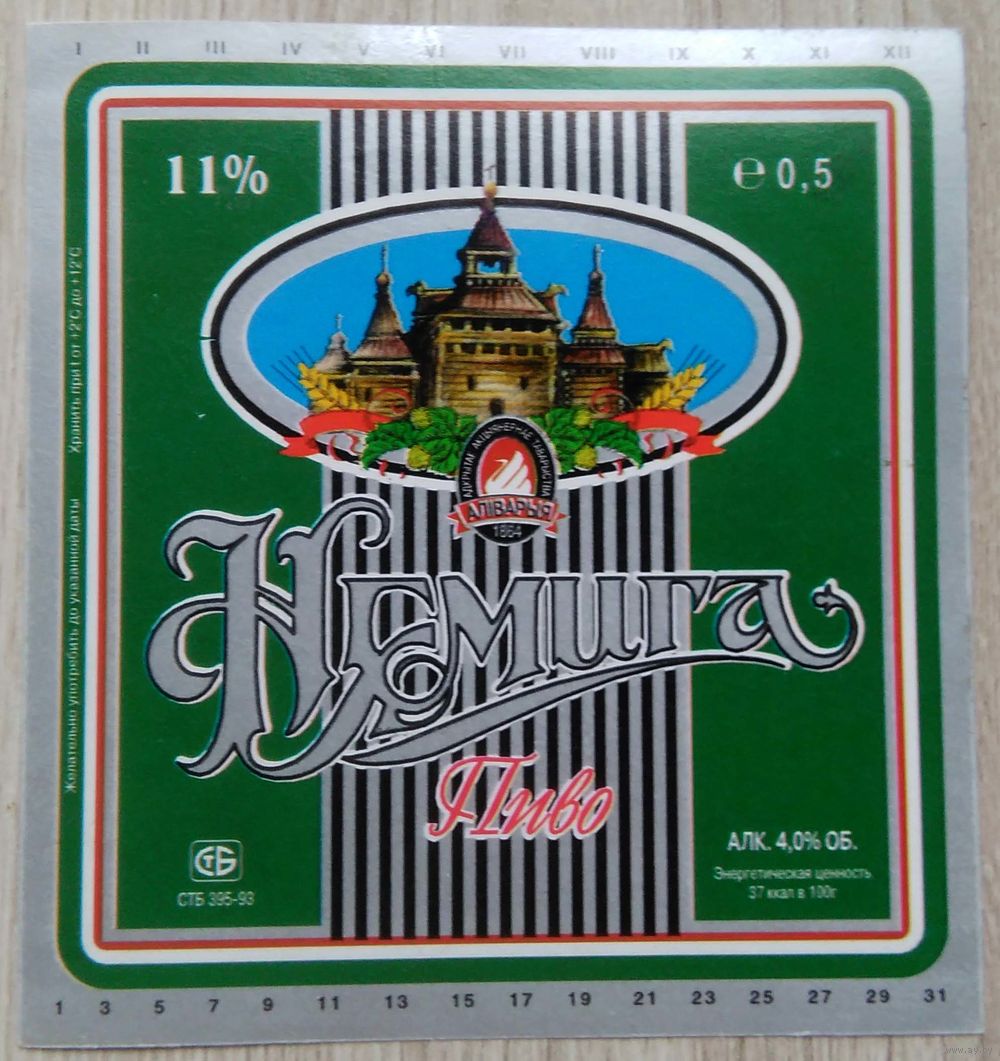 I II III IV V VI VII VIII IX X XI XII
11%
℮ 0,5
Хранить при t от +2°С до +12°С
Желательно употребить до указанной даты
АДКРЫТАЕ АКЦЫЯНЕРНАЕ ТАВАРЫСТВА
АЛІВАРЫЯ
1864
Немига
Пиво
СТБ
СТБ 395-93
АЛК. 4,0% ОБ.
Энергетическая ценность
37 ккал в 100г
1 3 5 7 9 11 13 15 17 19 21 23 25 27 29 31
www.ay.by